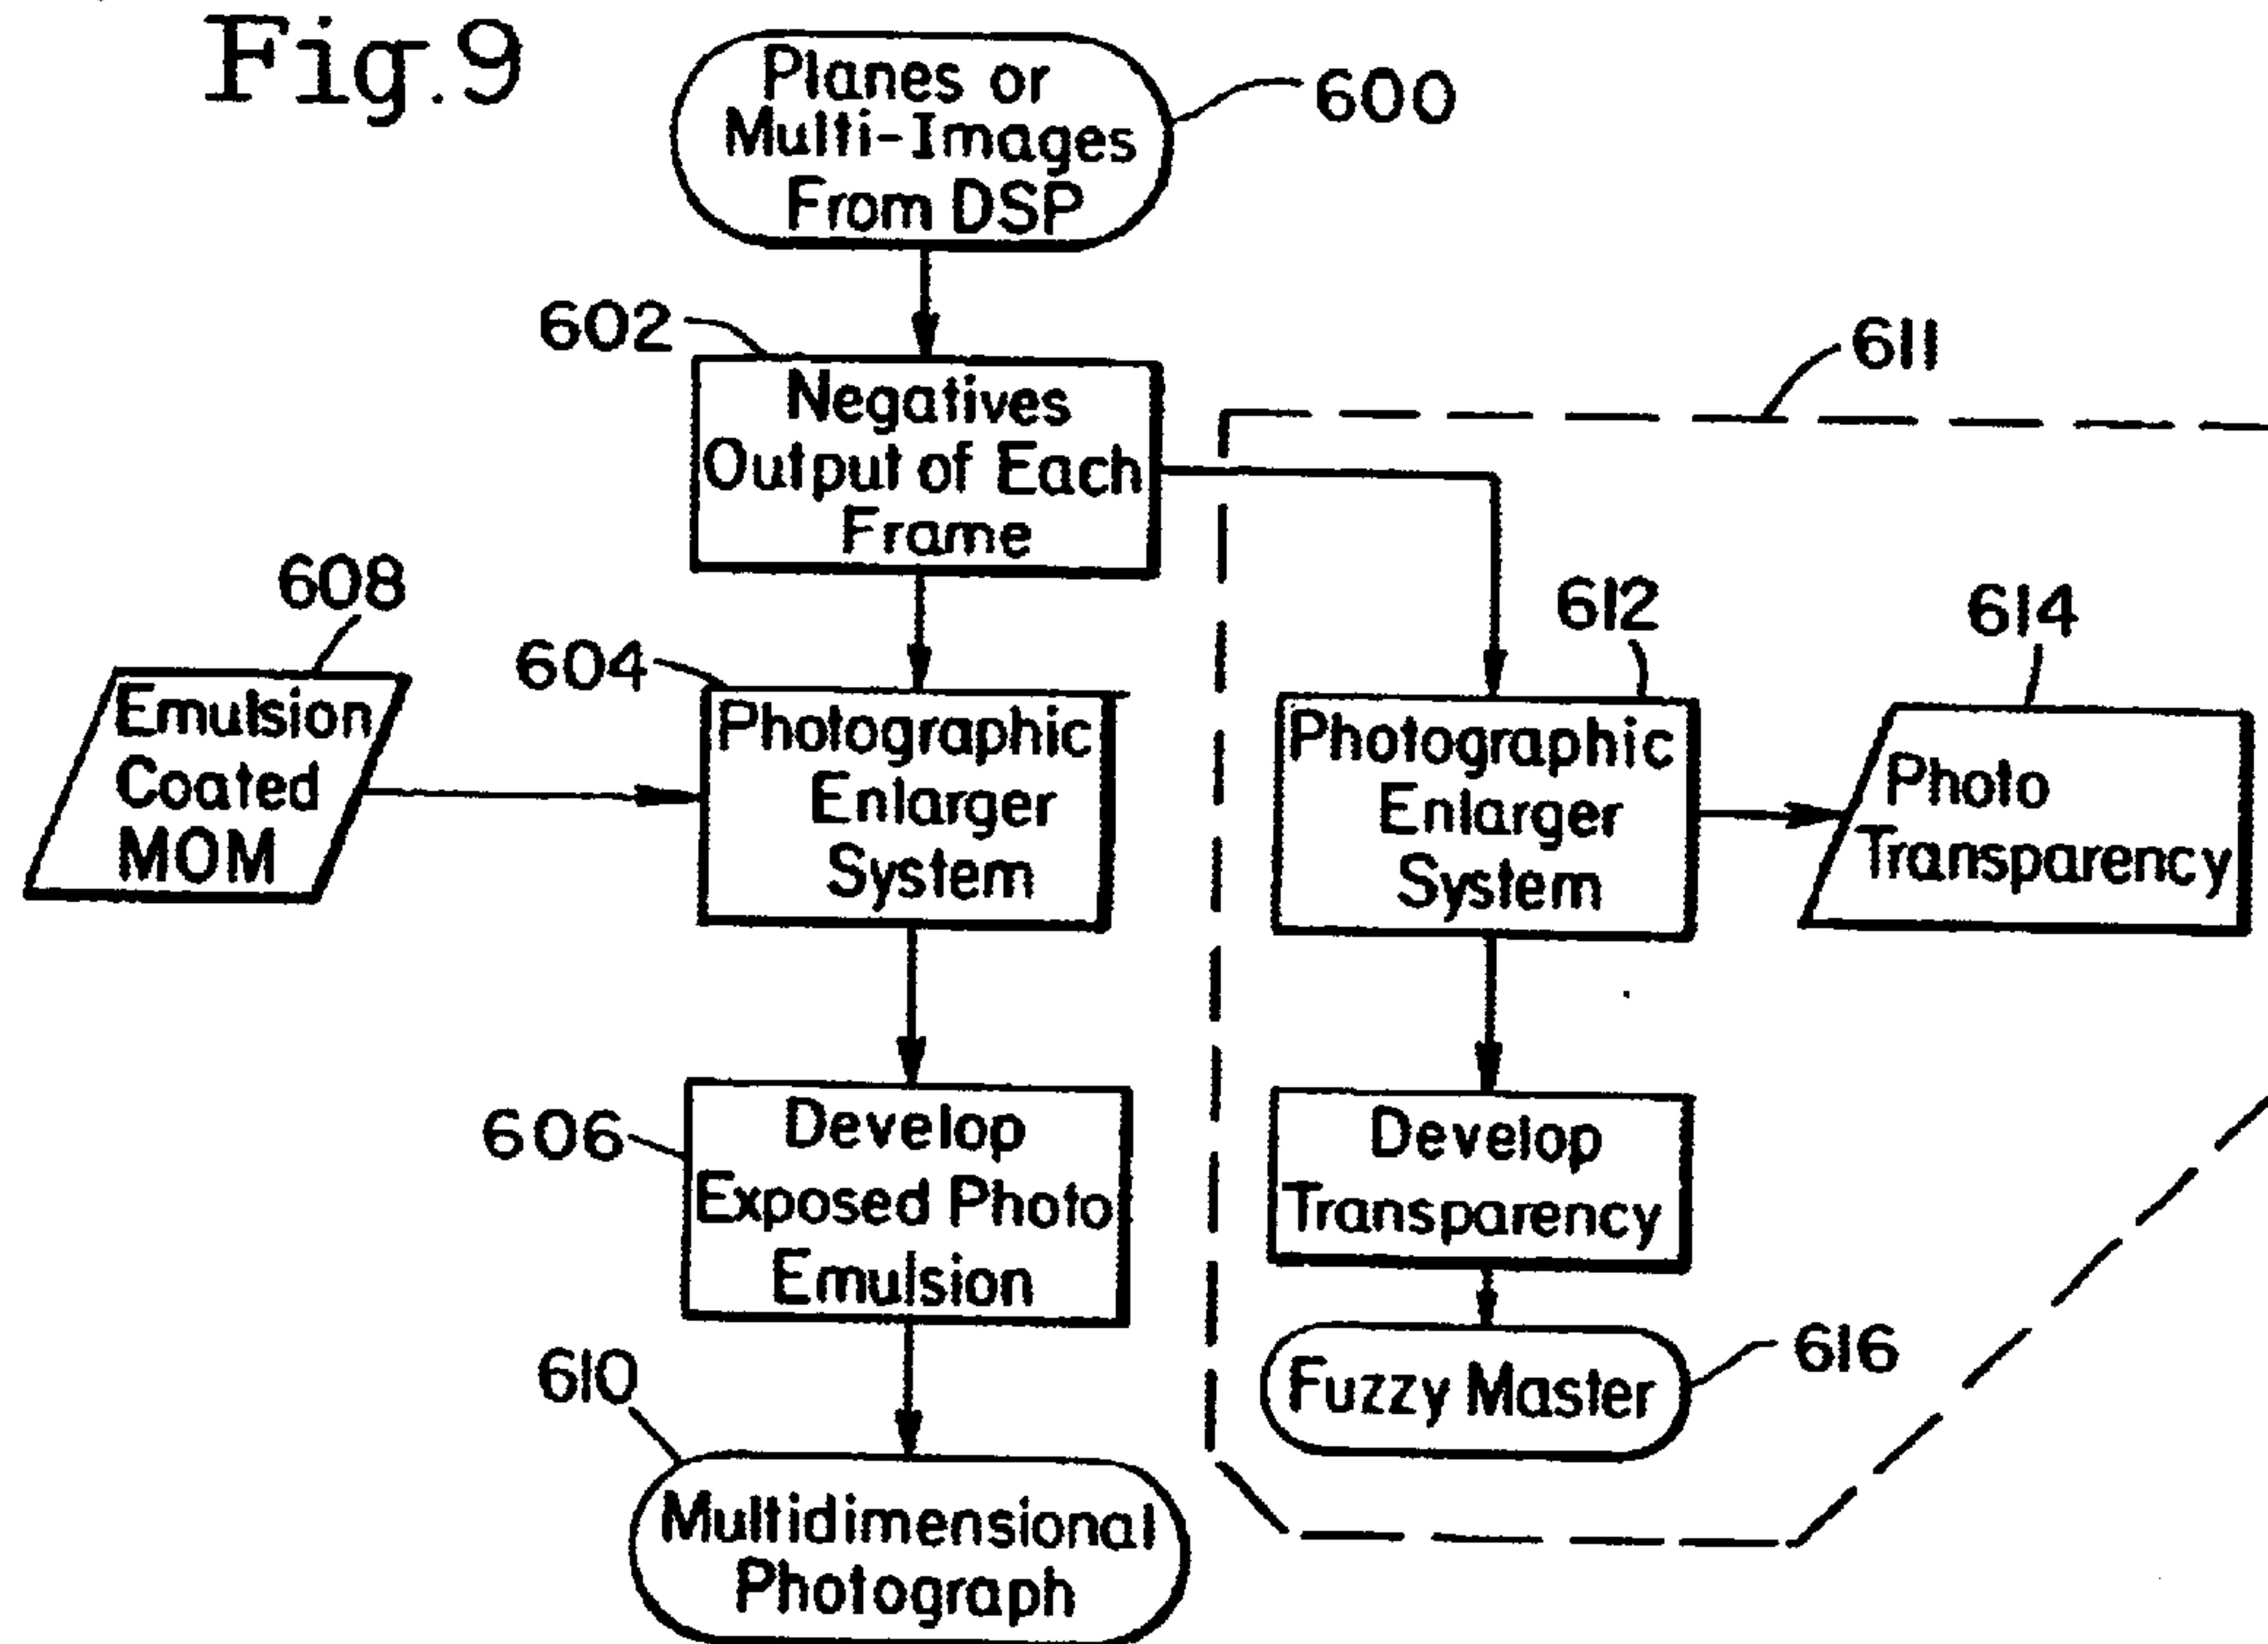 Fig. 9
Planes or
Multi-Images
From DSP
600
602
Negatives
Output of Each
Frame
611
608
Emulsion
Coated
MOM
604
Photographic
Enlarger
System
612
Photographic
Enlarger
System
614
Photo
Transparency
606
Develop
Exposed Photo
Emulsion
Develop
Transparency
610
Multidimensional
Photograph
Fuzzy Master
616